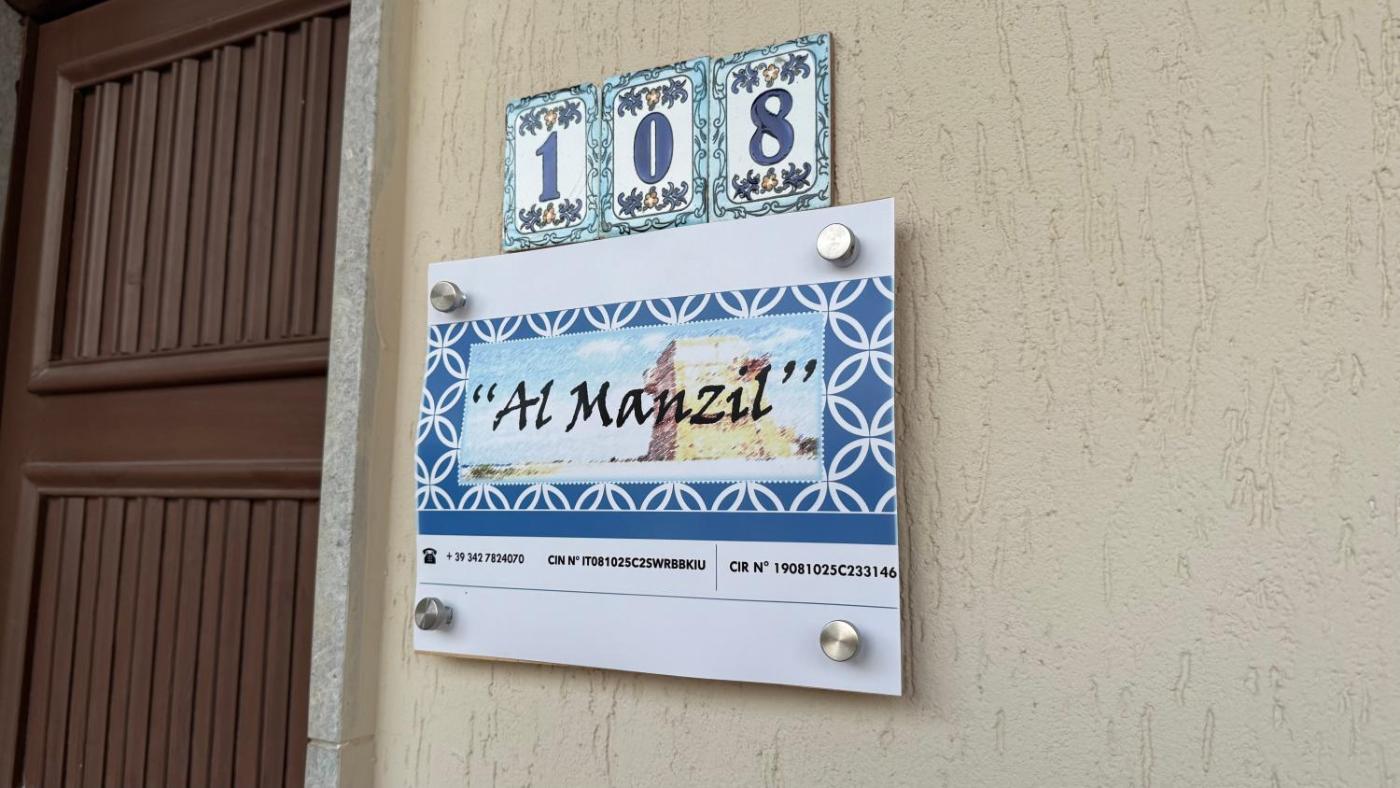 108
“Al Manzil”
☎ + 39 342 7824070 CIN N° IT081025C2SWRBBKIU CIR N° 19081025C233146